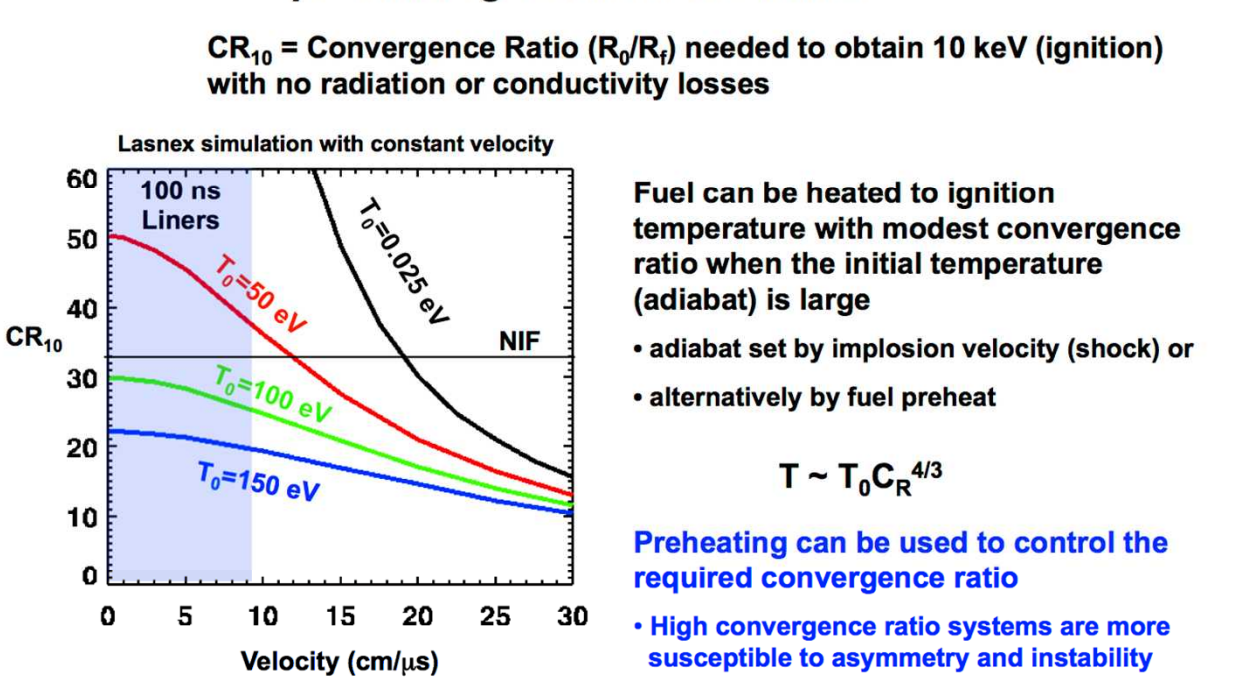 CR₁₀ = Convergence Ratio (R₀/Rf) needed to obtain 10 keV (ignition)
with no radiation or conductivity losses
Lasnex simulation with constant velocity
60
50
40
30
20
10
0
CR₁₀
100 ns
Liners
T₀=0.025 eV
T₀=50 eV
NIF
T₀=100 eV
T₀=150 eV
0 5 10 15 20 25 30
Velocity (cm/μs)
Fuel can be heated to ignition
temperature with modest convergence
ratio when the initial temperature
(adiabat) is large
• adiabat set by implosion velocity (shock) or
• alternatively by fuel preheat
T ~ T₀C_R^4/3
Preheating can be used to control the
required convergence ratio
• High convergence ratio systems are more
susceptible to asymmetry and instability